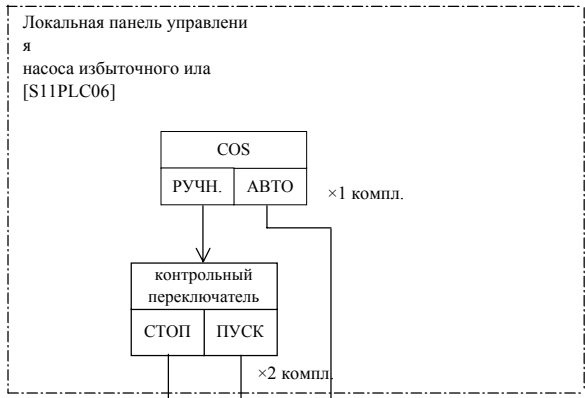 Локальная панель управлени
я
насоса избыточного ила
[S11PLC06]
COS
РУЧН. АВТО
×1 компл.
контрольный
переключатель
СТОП ПУСК
×2 компл.